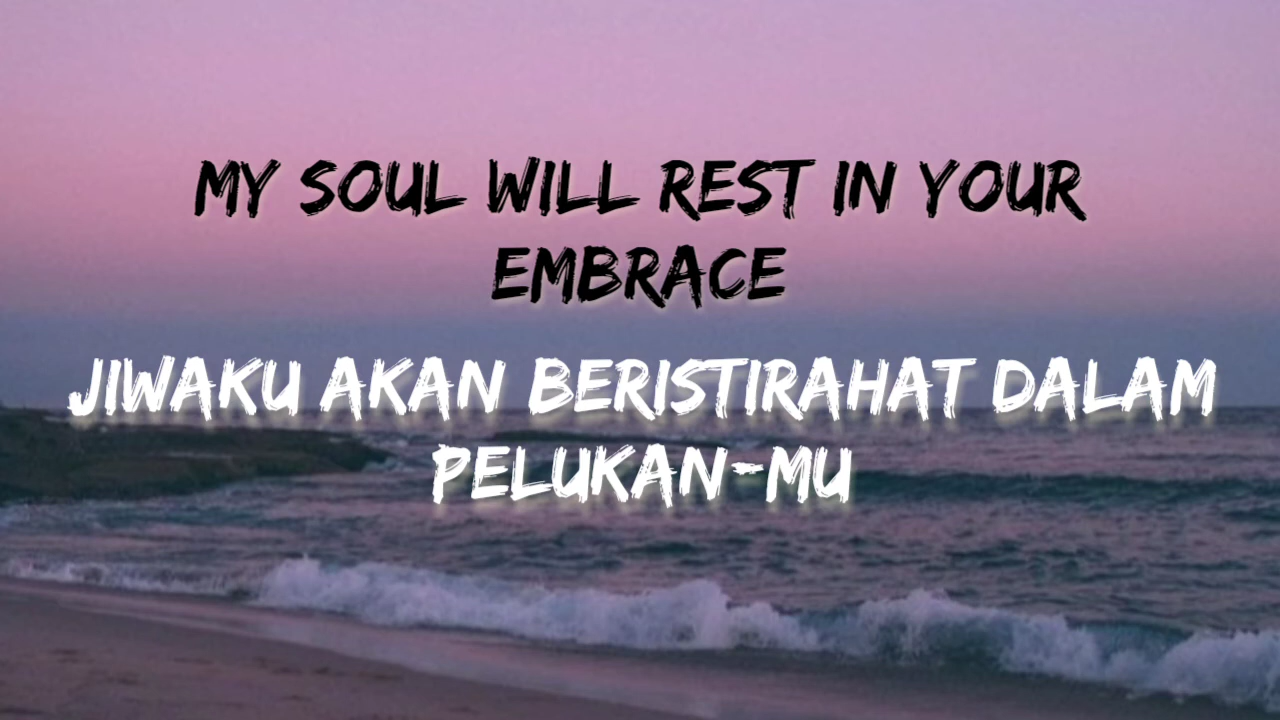 MY SOUL WILL REST IN YOUR
EMBRACE
JIWAKU AKAN BERISTIRAHAT DALAM
PELUKAN-MU